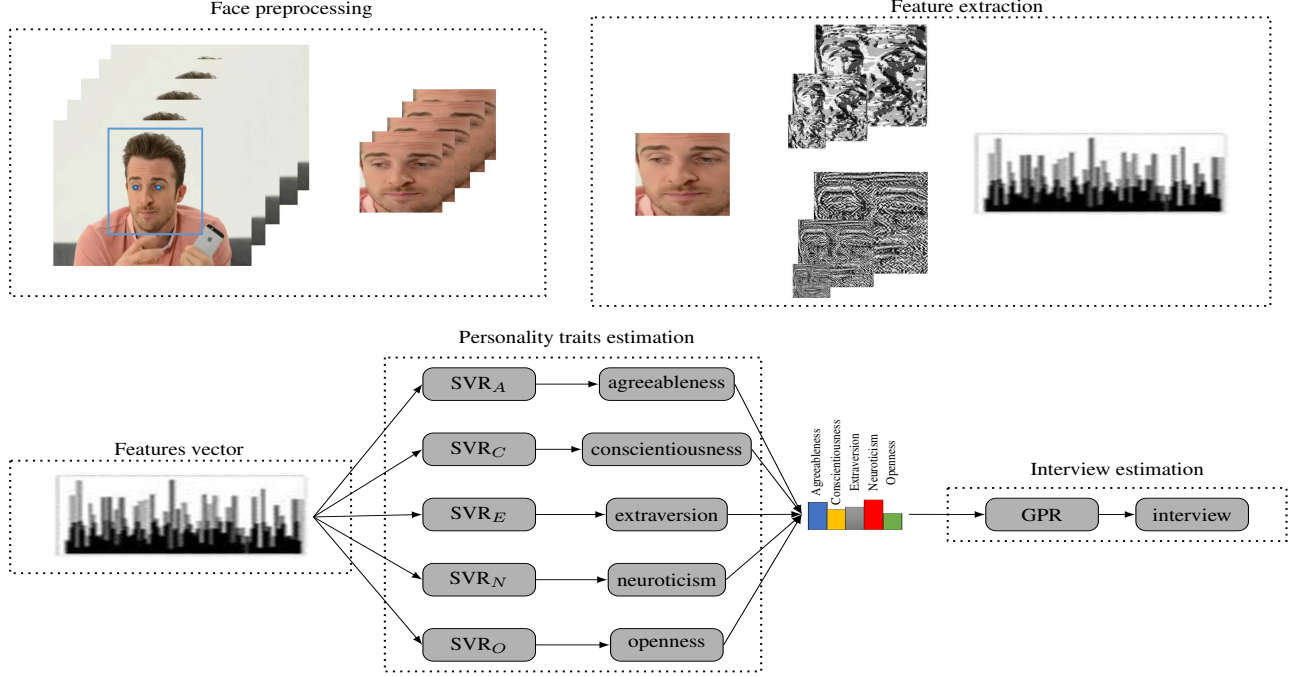 Face preprocessing
Feature extraction
Personality traits estimation
Features vector
SVR_A
agreeableness
SVR_C
conscientiousness
SVR_E
extraversion
SVR_N
neuroticism
SVR_O
openness
Agreeableness
Conscientiousness
Extraversion
Neuroticism
Openness
Interview estimation
GPR
interview